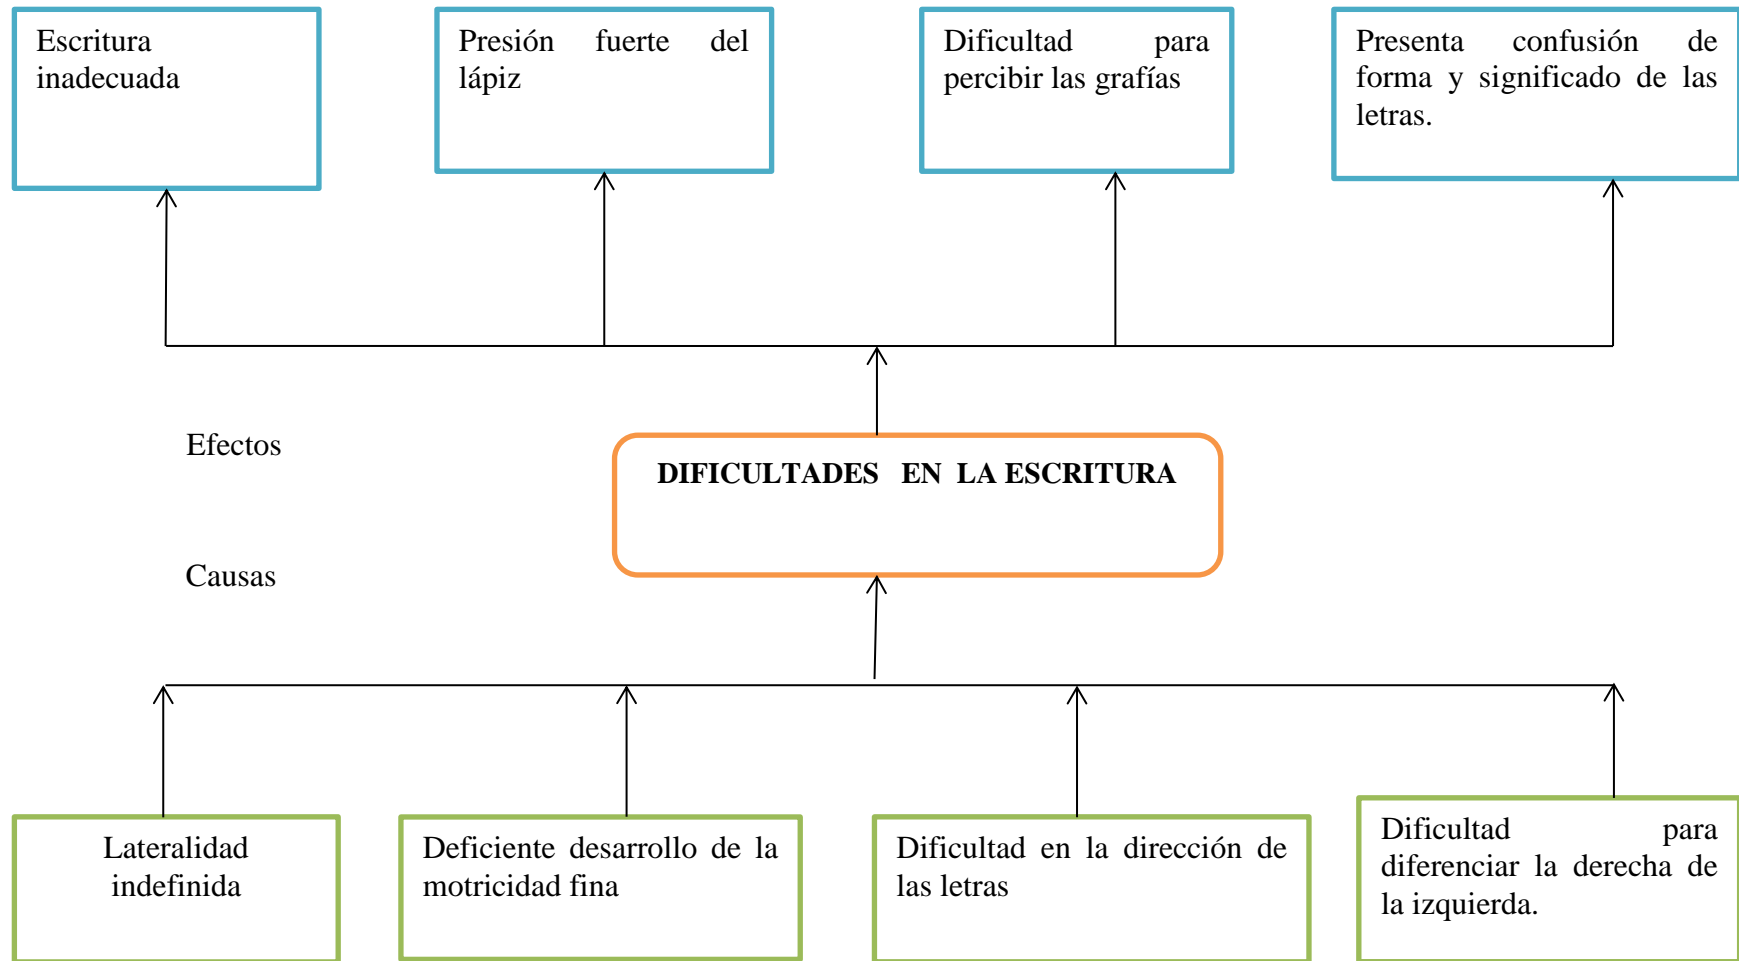 Escritura
inadecuada
Presión fuerte del
lápiz
Dificultad para
percibir las grafías
Presenta confusión de
forma y significado de las
letras.
Efectos
DIFICULTADES EN LA ESCRITURA
Causas
Lateralidad
indefinida
Deficiente desarrollo de la
motricidad fina
Dificultad en la dirección de
las letras
Dificultad para
diferenciar la derecha de
la izquierda.